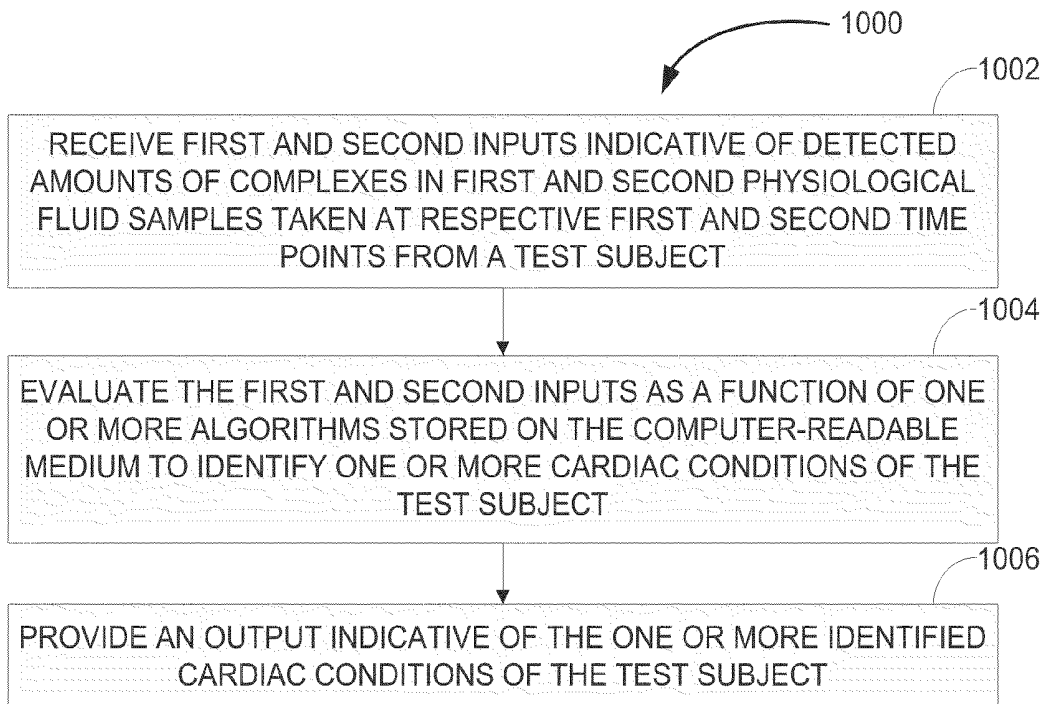 1000
1002
RECEIVE FIRST AND SECOND INPUTS INDICATIVE OF DETECTED
AMOUNTS OF COMPLEXES IN FIRST AND SECOND PHYSIOLOGICAL
FLUID SAMPLES TAKEN AT RESPECTIVE FIRST AND SECOND TIME
POINTS FROM A TEST SUBJECT
1004
EVALUATE THE FIRST AND SECOND INPUTS AS A FUNCTION OF ONE
OR MORE ALGORITHMS STORED ON THE COMPUTER-READABLE
MEDIUM TO IDENTIFY ONE OR MORE CARDIAC CONDITIONS OF THE
TEST SUBJECT
1006
PROVIDE AN OUTPUT INDICATIVE OF THE ONE OR MORE IDENTIFIED
CARDIAC CONDITIONS OF THE TEST SUBJECT